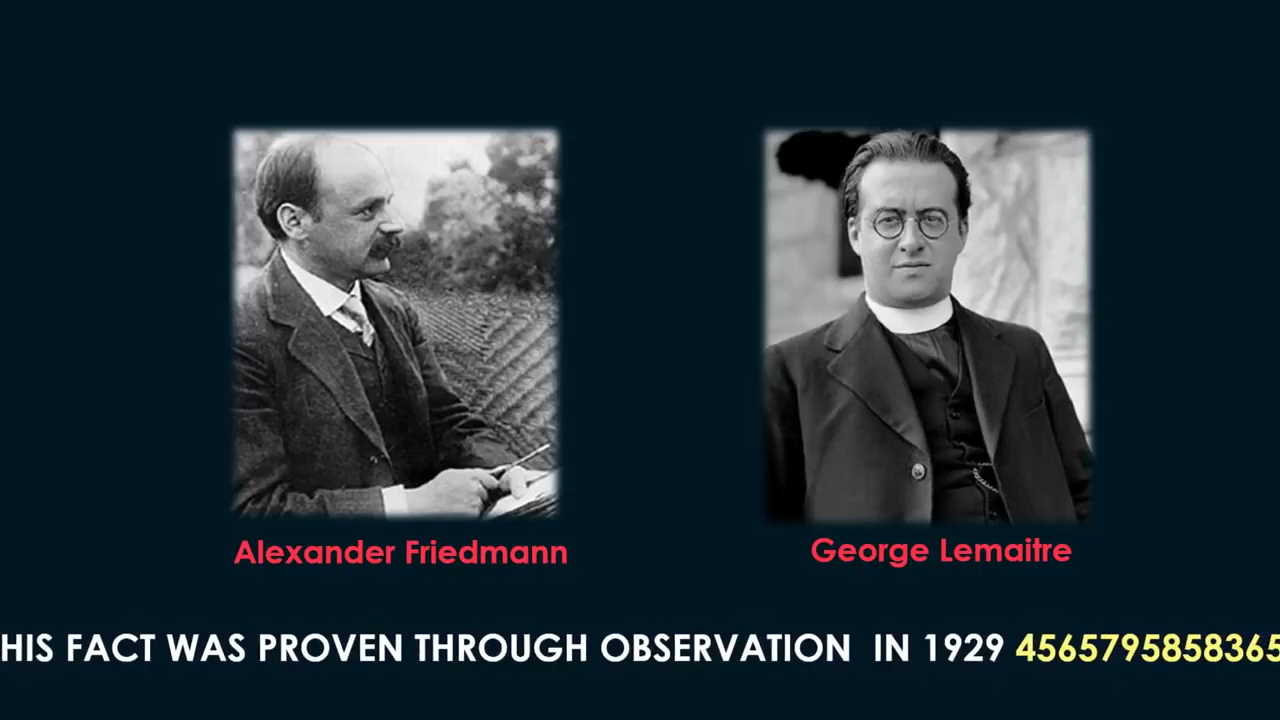 Alexander Friedmann
George Lemaitre
HIS FACT WAS PROVEN THROUGH OBSERVATION IN 1929 4565795858365